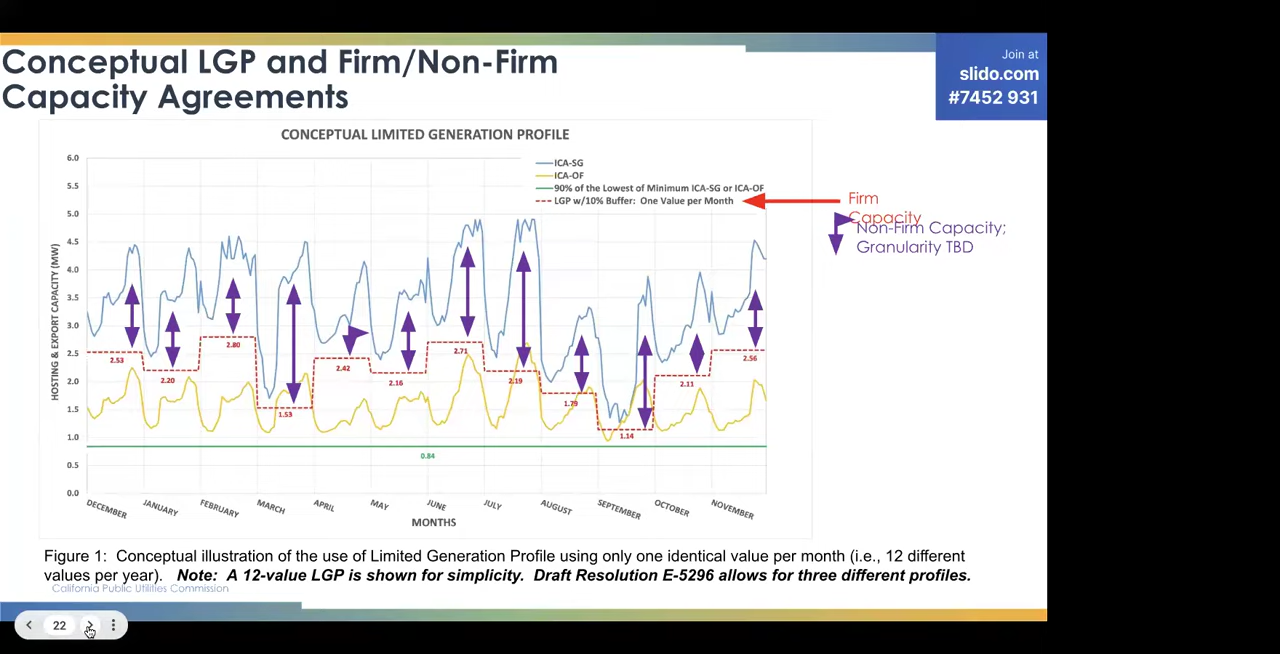 Conceptual LGP and Firm/Non-Firm
Capacity Agreements
Join at
slido.com
#7452 931
CONCEPTUAL LIMITED GENERATION PROFILE
ICA-SG
ICA-OF
90% of the Lowest of Minimum ICA-SG or ICA-OF
LGP w/10% Buffer: One Value per Month
Firm
Capacity
Non-Firm Capacity;
Granularity TBD
HOSTING & EXPORT CAPACITY (MW)
6.0
5.5
5.0
4.5
4.0
3.5
3.0
2.5
2.0
1.5
1.0
0.5
0.0
2.53
2.20
2.80
1.53
2.42
2.16
2.71
2.19
1.79
1.14
2.11
2.56
0.84
DECEMBER
JANUARY
FEBRUARY
MARCH
APRIL
MAY
JUNE
JULY
AUGUST
SEPTEMBER
OCTOBER
NOVEMBER
MONTHS
Figure 1: Conceptual illustration of the use of Limited Generation Profile using only one identical value per month (i.e., 12 different
values per year). Note: A 12-value LGP is shown for simplicity. Draft Resolution E-5296 allows for three different profiles.
California Public Utilities Commission
22